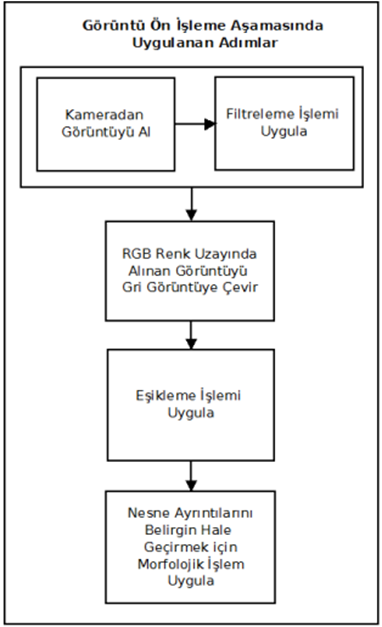 Görüntü Ön İşleme Aşamasında
Uygulanan Adımlar
Kameradan
Görüntüyü Al
Filtreleme İşlemi
Uygula
RGB Renk Uzayında
Alınan Görüntüyü
Gri Görüntüye Çevir
Eşikleme İşlemi
Uygula
Nesne Ayrıntılarını
Belirgin Hale
Geçirmek için
Morfolojik İşlem
Uygula